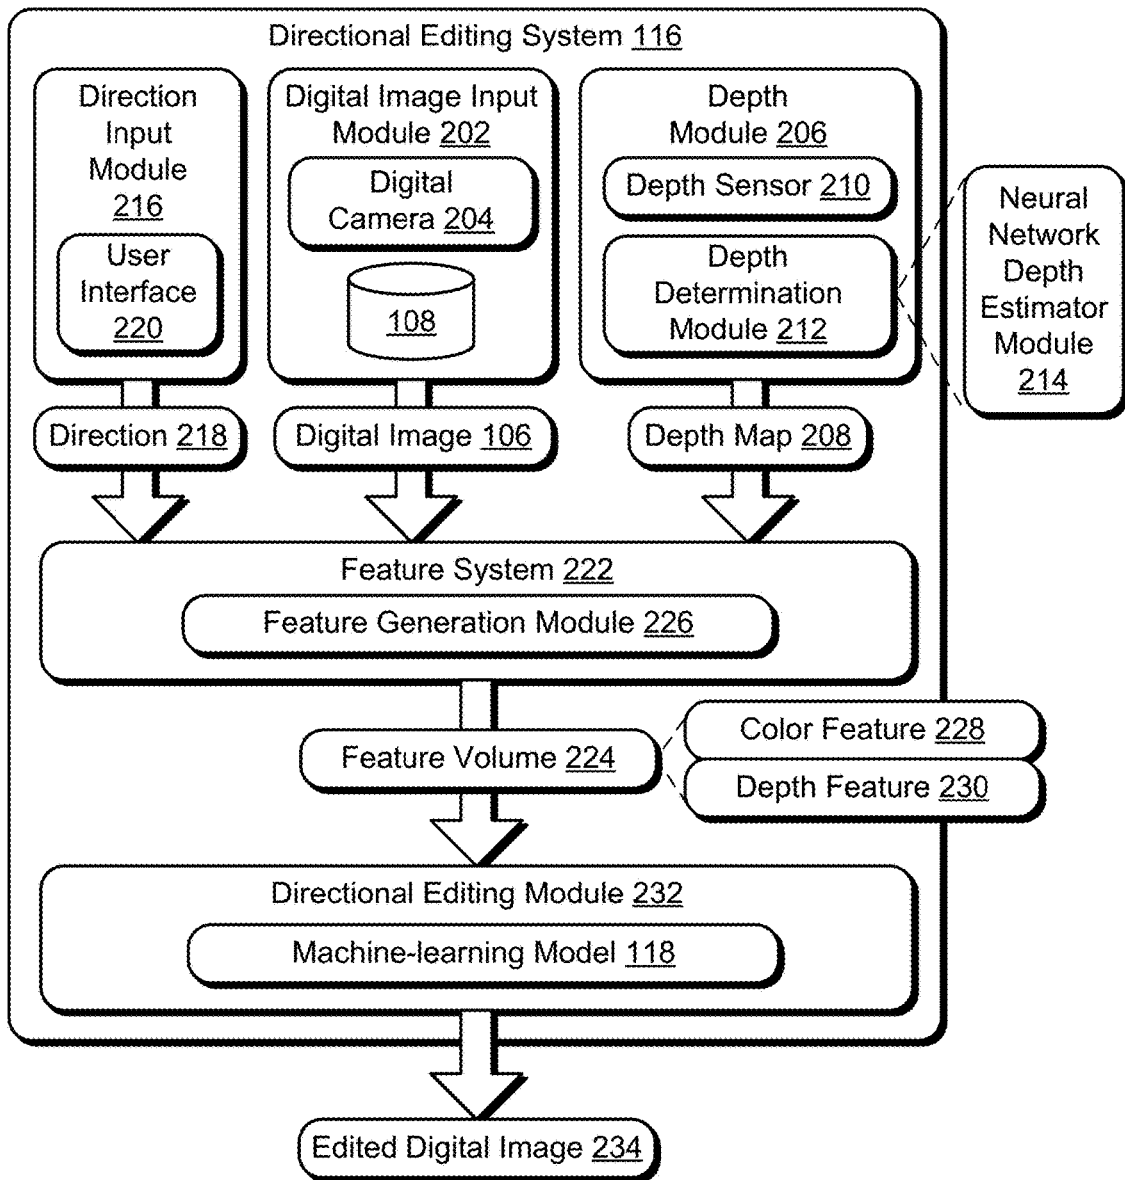 Directional Editing System 116
Direction
Input
Module
216
User
Interface
220
Digital Image Input
Module 202
Digital
Camera 204
108
Depth
Module 206
Depth Sensor 210
Depth
Determination
Module 212
Neural
Network
Depth
Estimator
Module
214
Direction 218
Digital Image 106
Depth Map 208
Feature System 222
Feature Generation Module 226
Feature Volume 224
Color Feature 228
Depth Feature 230
Directional Editing Module 232
Machine-learning Model 118
Edited Digital Image 234